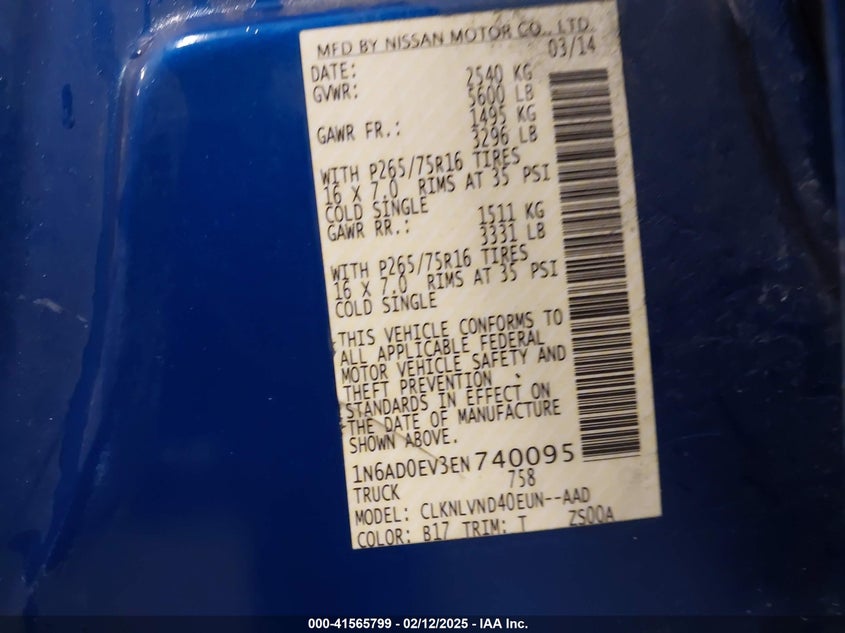 MFD BY NISSAN MOTOR CO., LTD.
DATE: 03/14
GVWR: 2540 KG
5600 LB
GAWR FR.: 1495 KG
3296 LB
WITH P265/75R16 TIRES
16 X 7.0 RIMS AT 35 PSI
COLD SINGLE
GAWR RR.: 1511 KG
3331 LB
WITH P265/75R16 TIRES
16 X 7.0 RIMS AT 35 PSI
COLD SINGLE
THIS VEHICLE CONFORMS TO
ALL APPLICABLE FEDERAL
MOTOR VEHICLE SAFETY AND
THEFT PREVENTION
STANDARDS IN EFFECT ON
THE DATE OF MANUFACTURE
SHOWN ABOVE.
1N6AD0EV3EN740095
TRUCK 758
MODEL: CLKNLVND40EUN--AAD
COLOR: B17 TRIM: T ZS00A
000-41565799 - 02/12/2025 - IAA Inc.